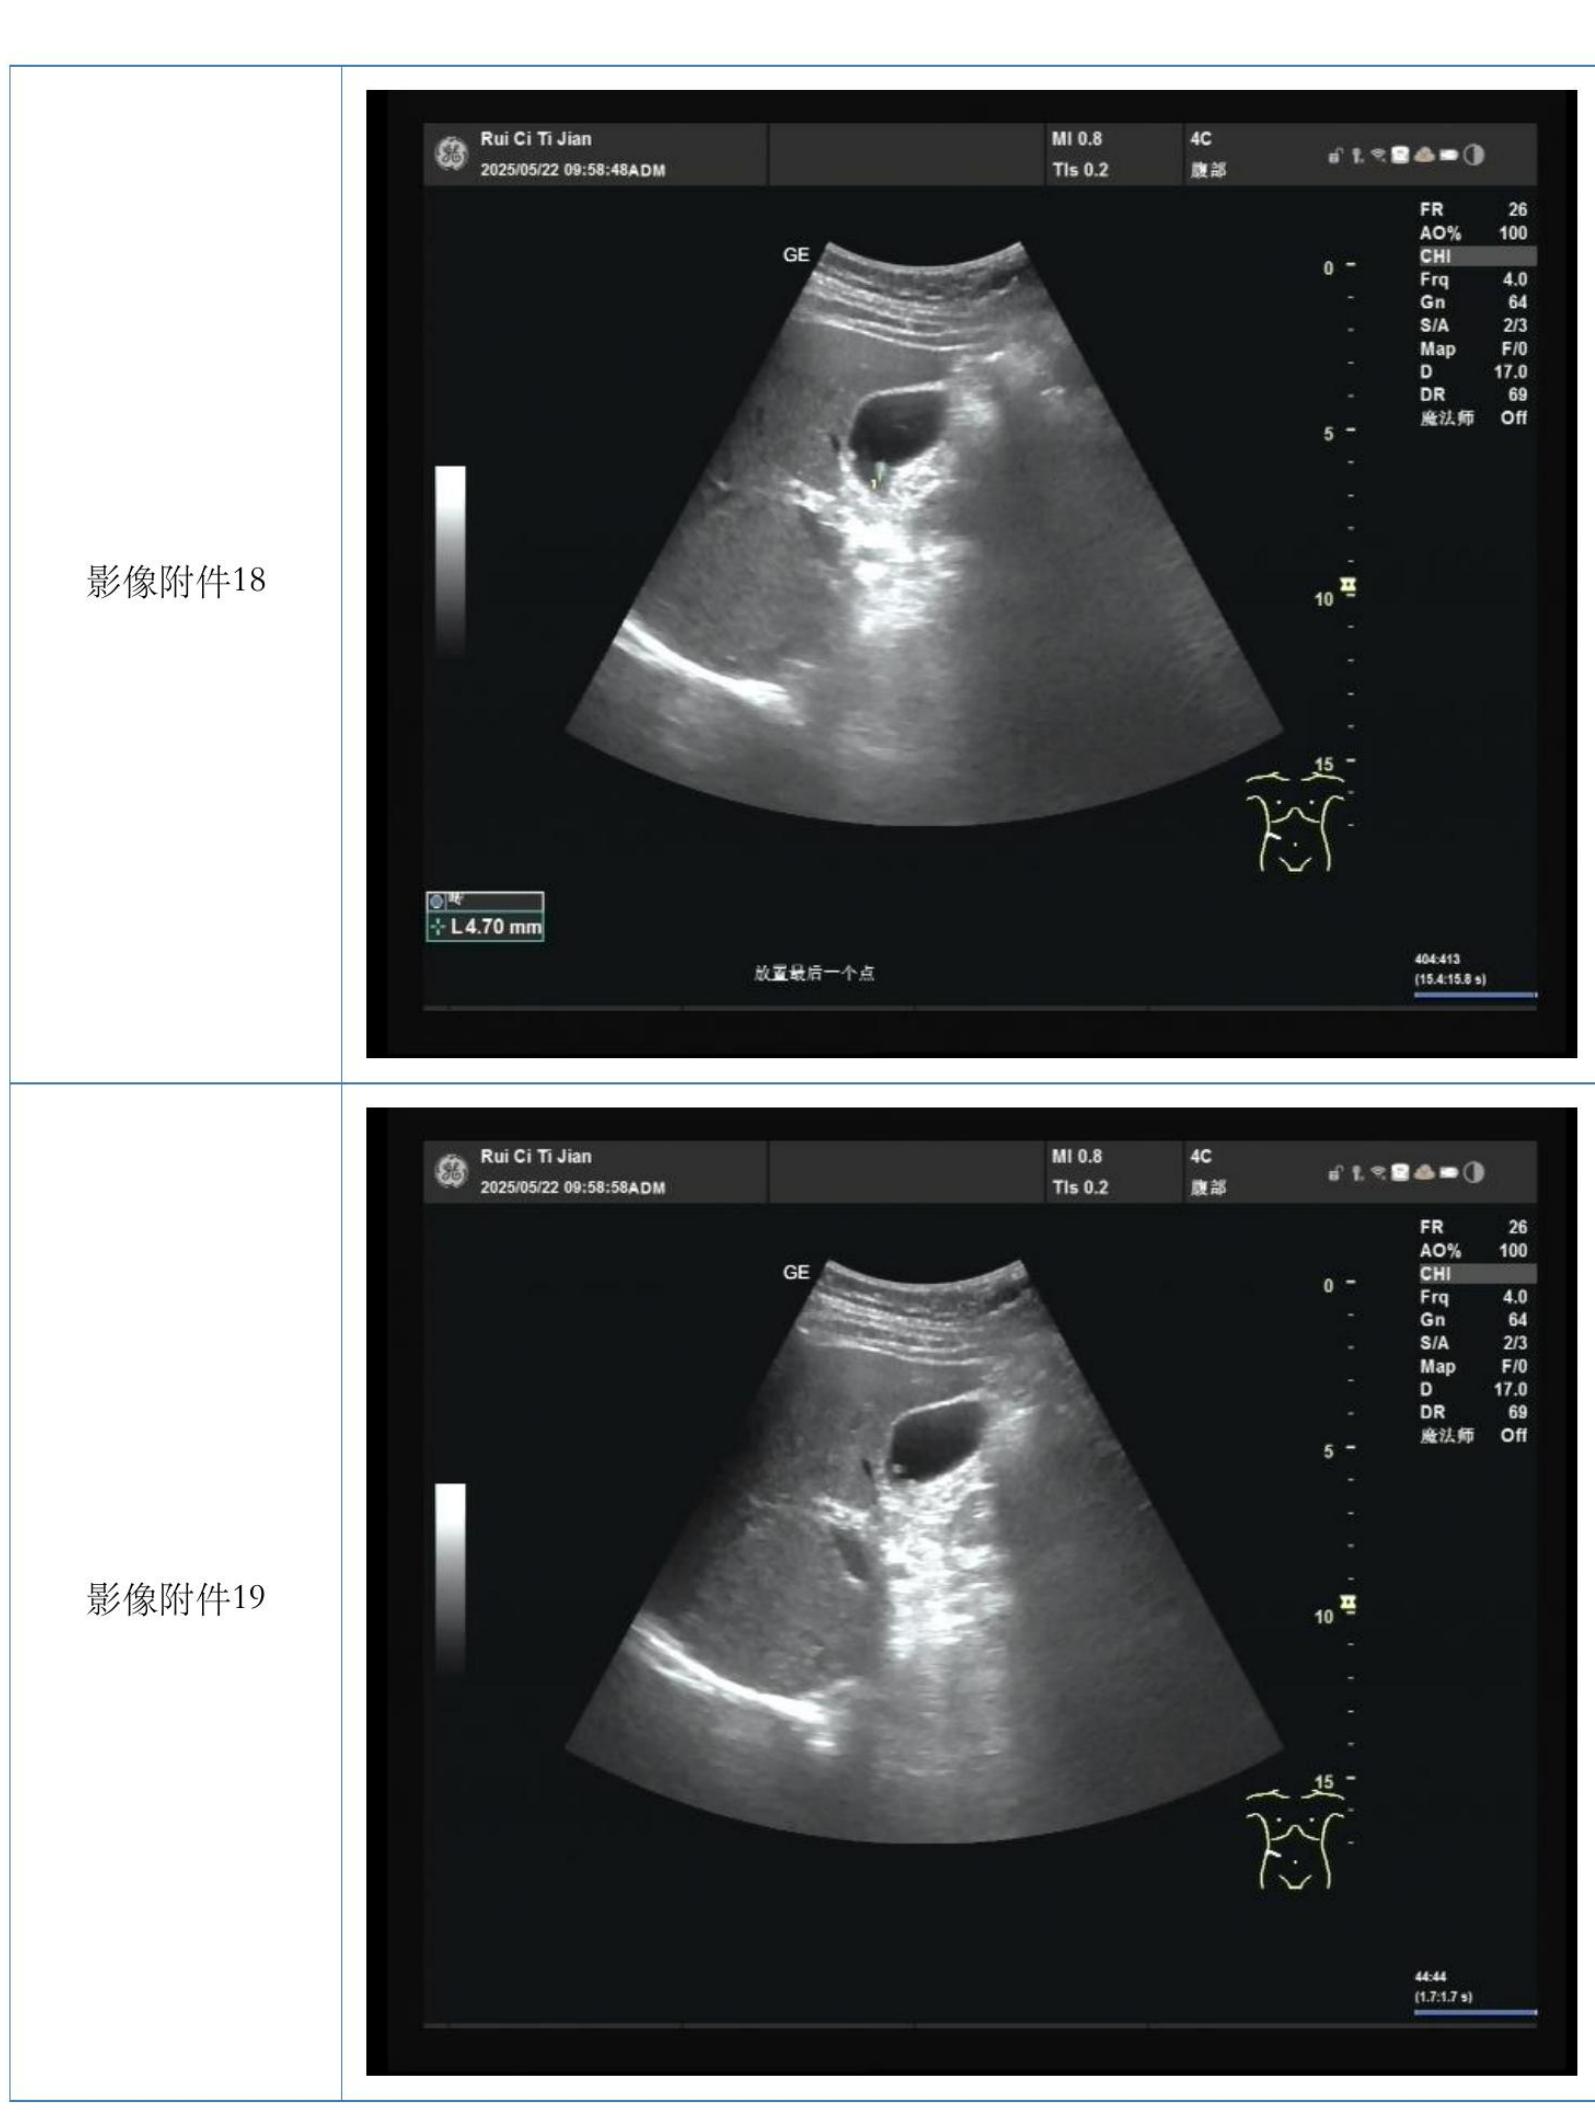 Rui Ci Ti Jian
2025/05/22 09:58:48ADM
MI 0.8
TIs 0.2
4C
腹部
GE
FR 26
AO% 100
CHI
Frq 4.0
Gn 64
S/A 2/3
Map F/0
D 17.0
DR 69
魔法师 Off
0
5
10
15
1
影像附件18
L 4.70 mm
放置最后一个点
404:413
(15.4:15.8 s)
Rui Ci Ti Jian
2025/05/22 09:58:58ADM
MI 0.8
TIs 0.2
4C
腹部
GE
FR 26
AO% 100
CHI
Frq 4.0
Gn 64
S/A 2/3
Map F/0
D 17.0
DR 69
魔法师 Off
0
5
10
15
影像附件19
44:44
(1.7:1.7 s)